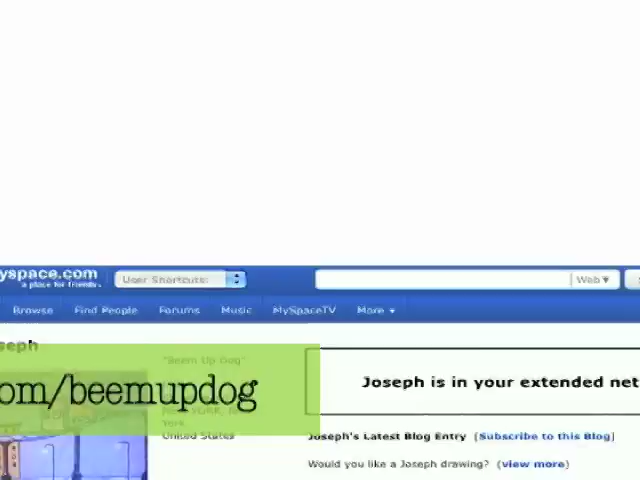 yspace.com
a place for friends.
User Shortcuts:
Web
Browse Find People Forums Music MySpaceTV More
seph
"Beem Up Dog"
om/beemupdog
United States
Joseph is in your extended net
Joseph's Latest Blog Entry [Subscribe to this Blog]
Would you like a Joseph drawing? (view more)